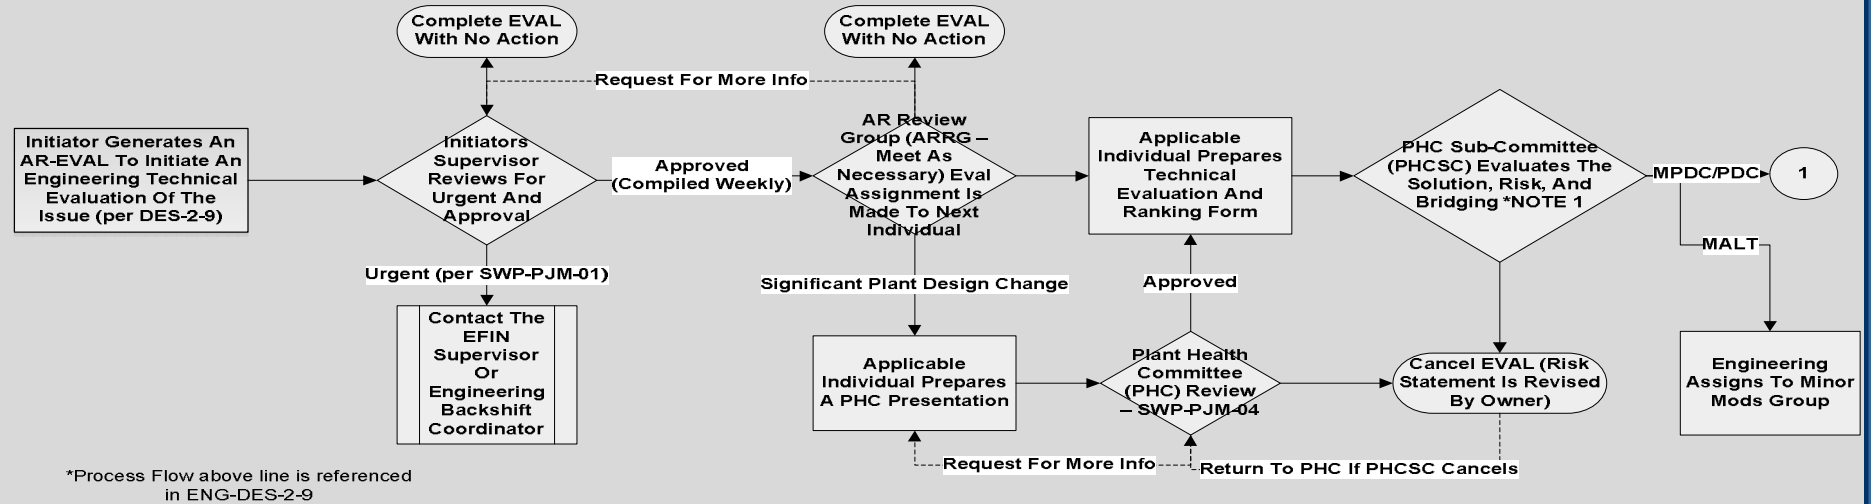 Complete EVAL
With No Action
Complete EVAL
With No Action
Request For More Info
Initiator Generates An
AR-EVAL To Initiate An
Engineering Technical
Evaluation Of The
Issue (per DES-2-9)
Initiators
Supervisor
Reviews For
Urgent And
Approval
Approved
(Compiled Weekly)
AR Review
Group (ARRG –
Meet As
Necessary) Eval
Assignment Is
Made To Next
Individual
Applicable
Individual Prepares
Technical
Evaluation And
Ranking Form
PHC Sub-Committee
(PHCSC) Evaluates The
Solution, Risk, And
Bridging *NOTE 1
MPDC/PDC
1
MALT
Urgent (per SWP-PJM-01)
Significant Plant Design Change
Approved
Contact The
EFIN
Supervisor
Or
Engineering
Backshift
Coordinator
Applicable
Individual Prepares
A PHC Presentation
Plant Health
Committee
(PHC) Review
– SWP-PJM-04
Cancel EVAL (Risk
Statement Is Revised
By Owner)
Engineering
Assigns To Minor
Mods Group
Request For More Info
Return To PHC If PHCSC Cancels
*Process Flow above line is referenced
in ENG-DES-2-9